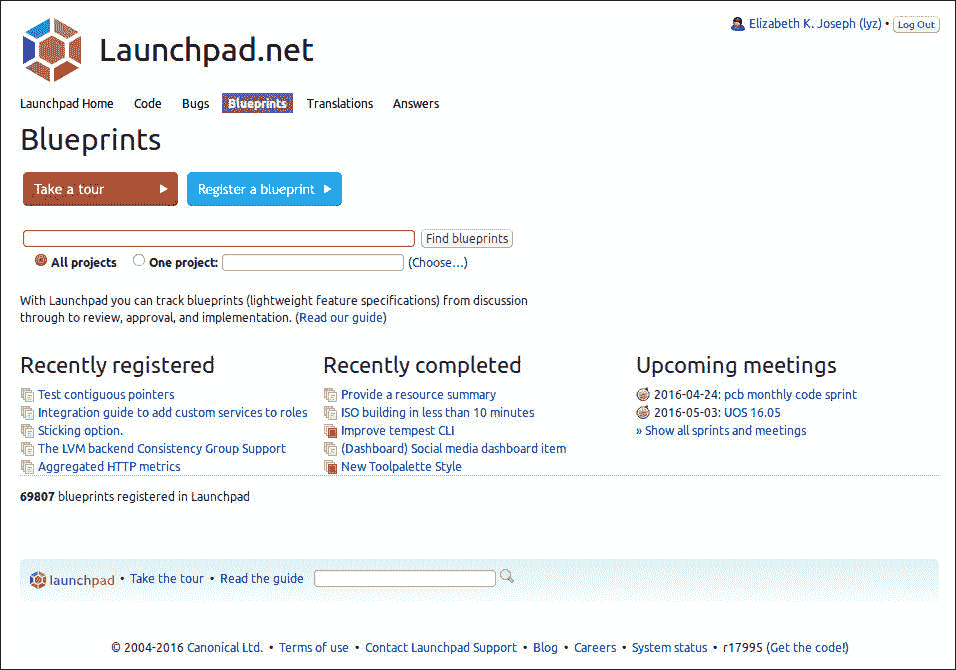 Elizabeth K. Joseph (lyz) • Log Out
Launchpad.net
Launchpad Home Code Bugs Blueprints Translations Answers
Blueprints
Take a tour Register a blueprint
Find blueprints
All projects One project: (Choose...)
With Launchpad you can track blueprints (lightweight feature specifications) from discussion
through to review, approval, and implementation. (Read our guide)
Recently registered
Test contiguous pointers
Integration guide to add custom services to roles
Sticking option.
The LVM backend Consistency Group Support
Aggregated HTTP metrics
Recently completed
Provide a resource summary
ISO building in less than 10 minutes
Improve tempest CLI
(Dashboard) Social media dashboard item
New Toolpalette Style
Upcoming meetings
2016-04-24: pcb monthly code sprint
2016-05-03: UOS 16.05
» Show all sprints and meetings
69807 blueprints registered in Launchpad
launchpad • Take the tour • Read the guide
© 2004-2016 Canonical Ltd. • Terms of use • Contact Launchpad Support • Blog • Careers • System status • r17995 (Get the code!)